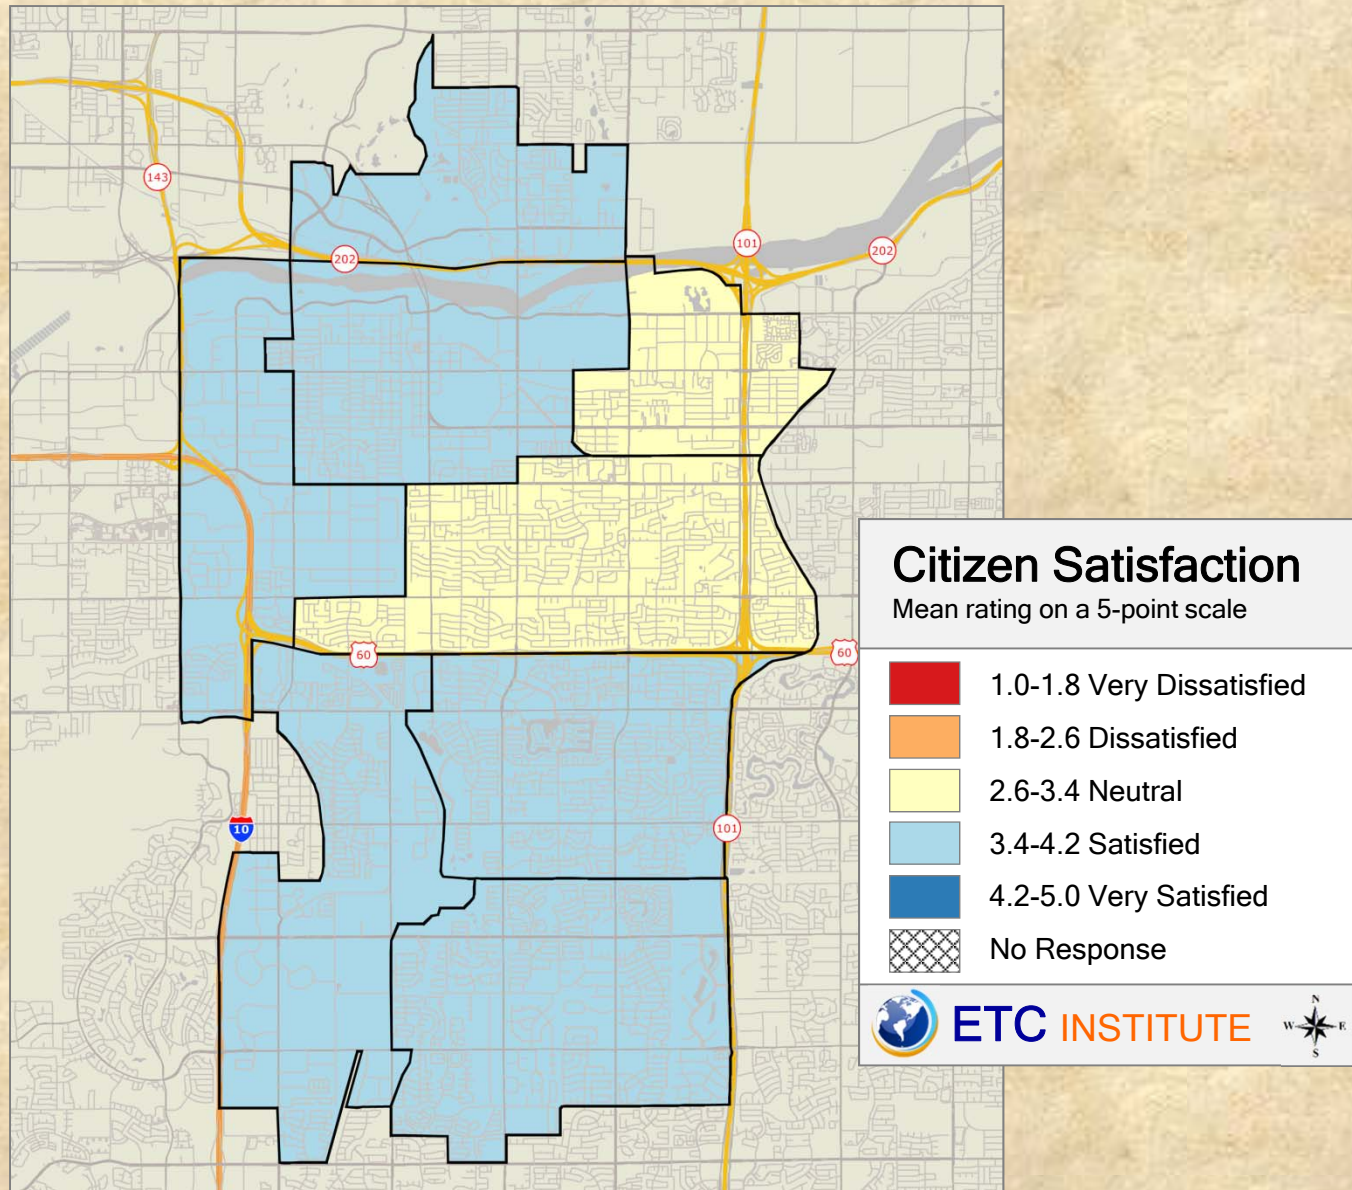 143
202
101
202
60
60
10
101
Citizen Satisfaction
Mean rating on a 5-point scale
1.0-1.8 Very Dissatisfied
1.8-2.6 Dissatisfied
2.6-3.4 Neutral
3.4-4.2 Satisfied
4.2-5.0 Very Satisfied
No Response
ETC INSTITUTE
N
W E
S